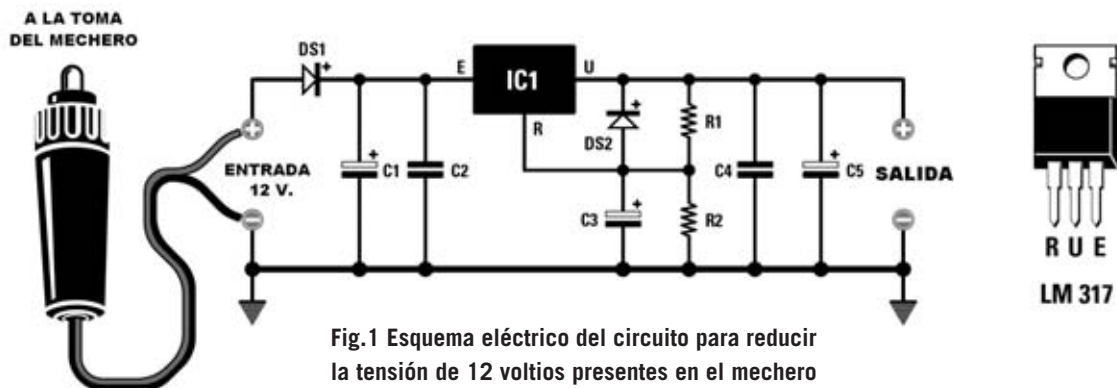 A LA TOMA
DEL MECHERO
DS1
+
E
IC1
U
R
+
DS2
R1
+
ENTRADA
12 V.
+
C1
C2
+
C3
R2
C4
+
C5
+
SALIDA
−
−
R U E
LM 317
Fig.1 Esquema eléctrico del circuito para reducir
la tensión de 12 voltios presentes en el mechero